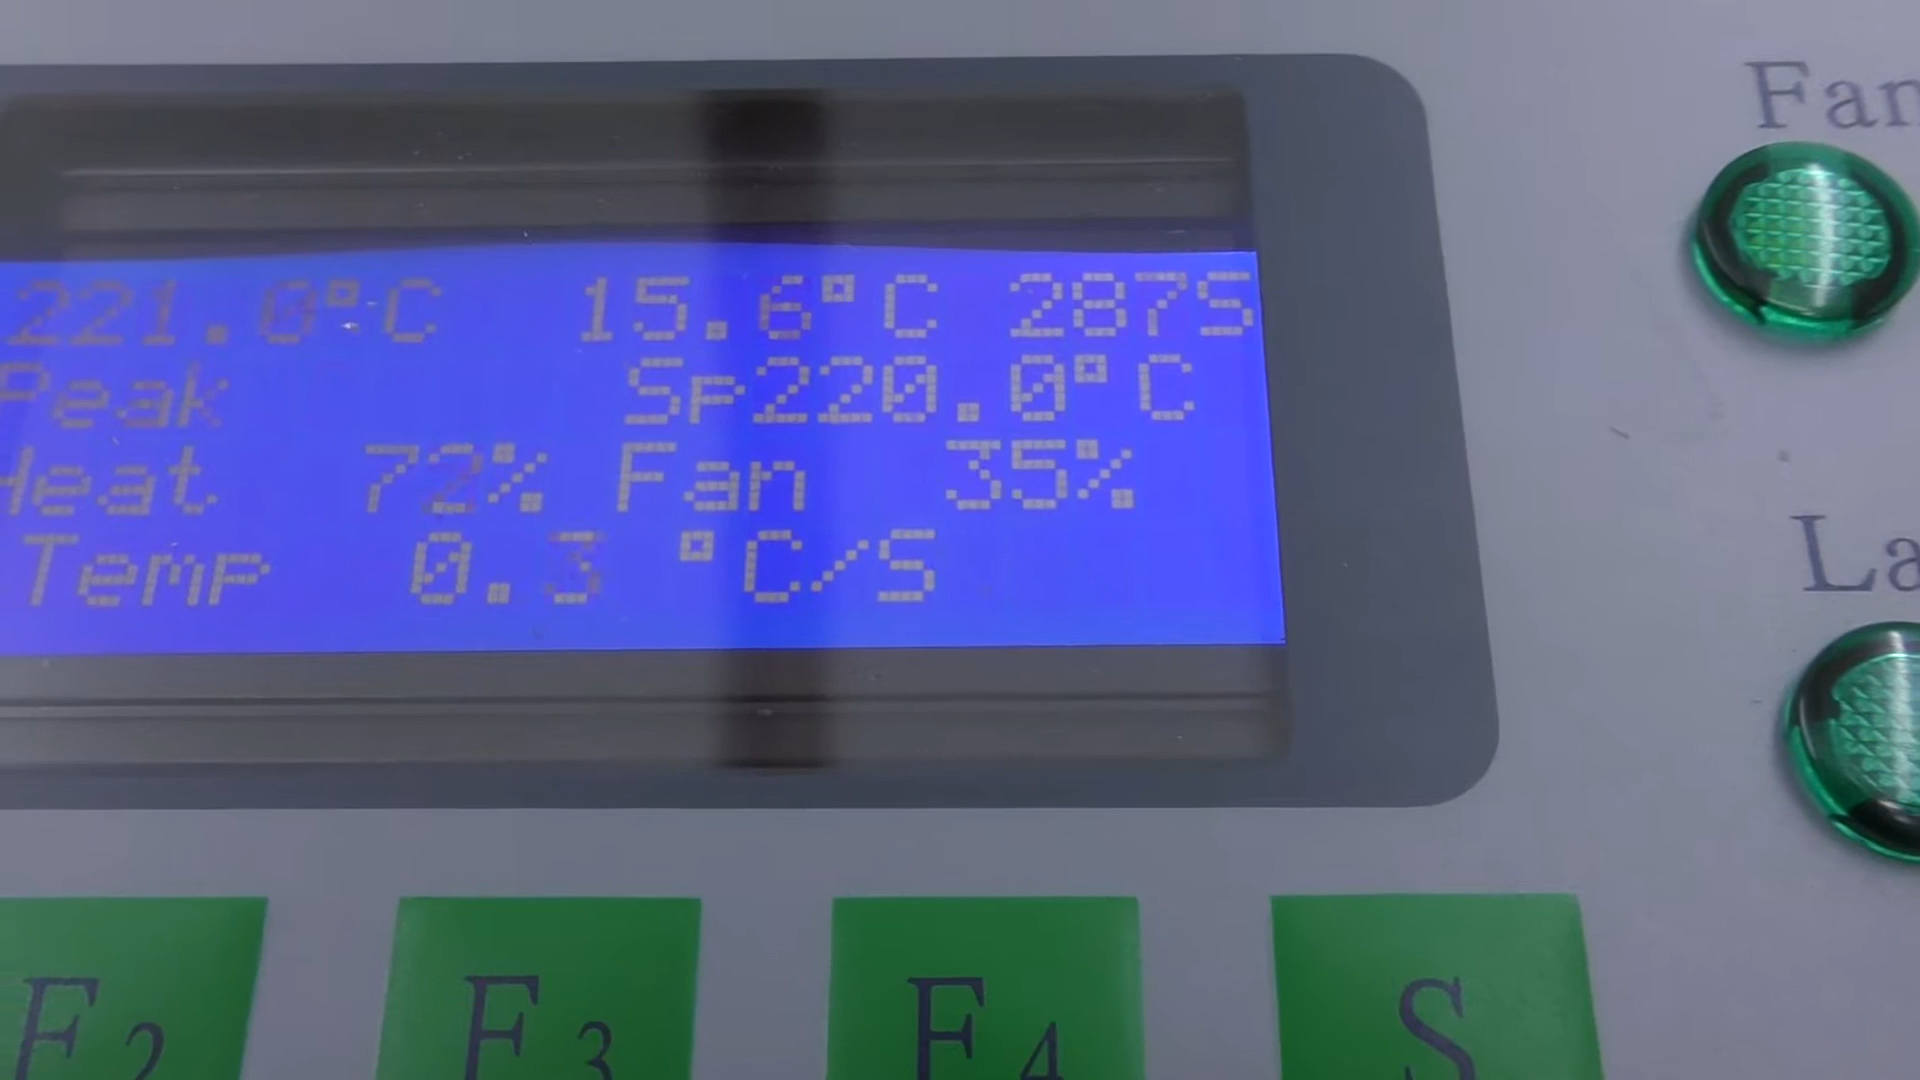 221.0°C 15.6°C 287S
Peak Sp220.0°C
Heat 72% Fan 35%
Temp 0.3 °C/S
Fan
La
F2 F3 F4 S